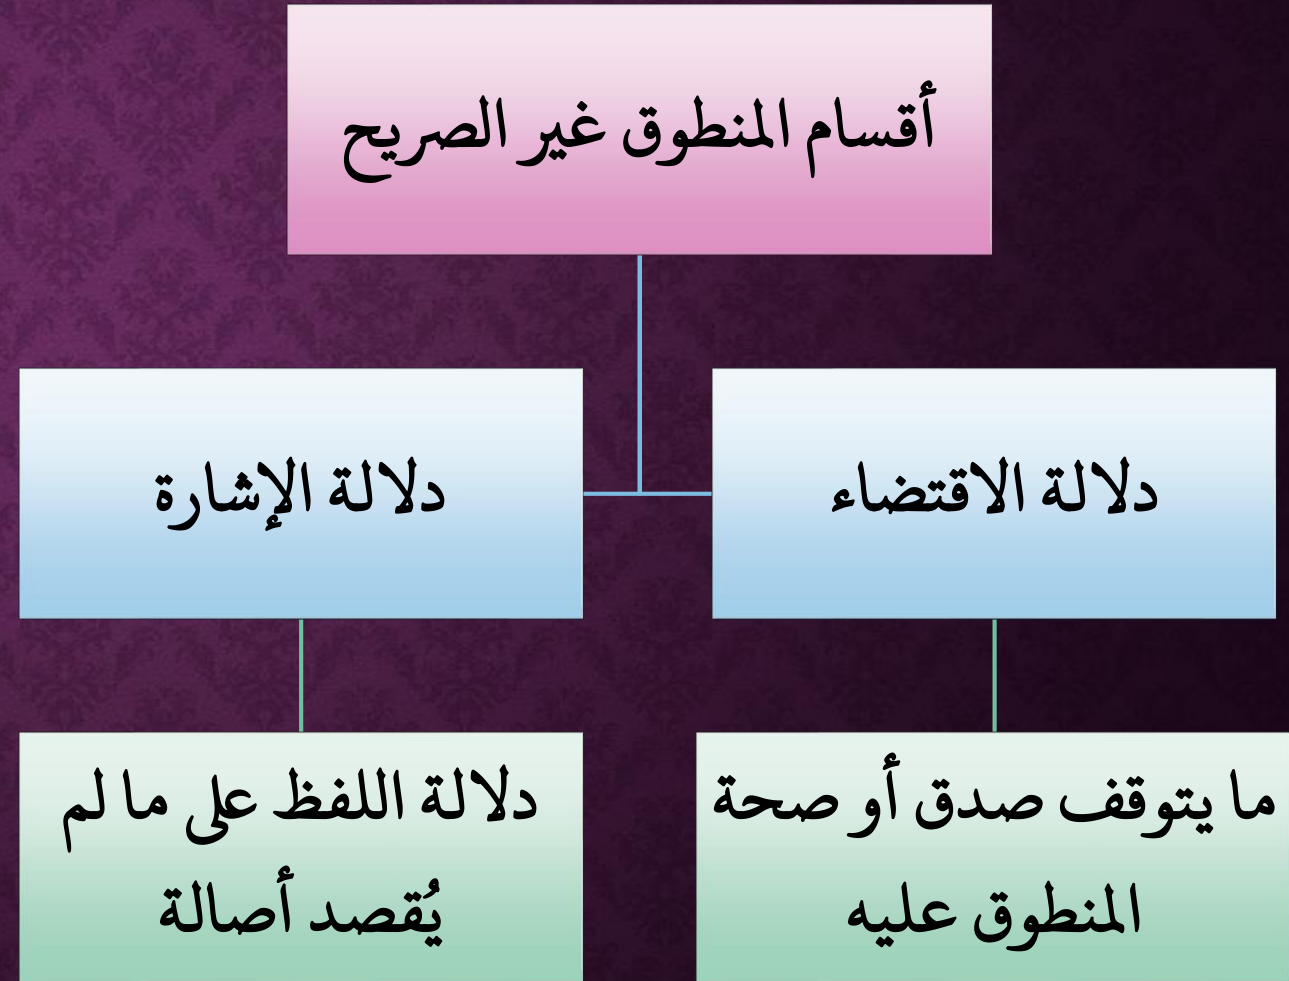 أقسام المنطوق غير الصريح
دلالة الاقتضاء
دلالة الإشارة
ما يتوقف صدق أو صحة
المنطوق عليه
دلالة اللفظ على ما لم
يُقصد أصالة